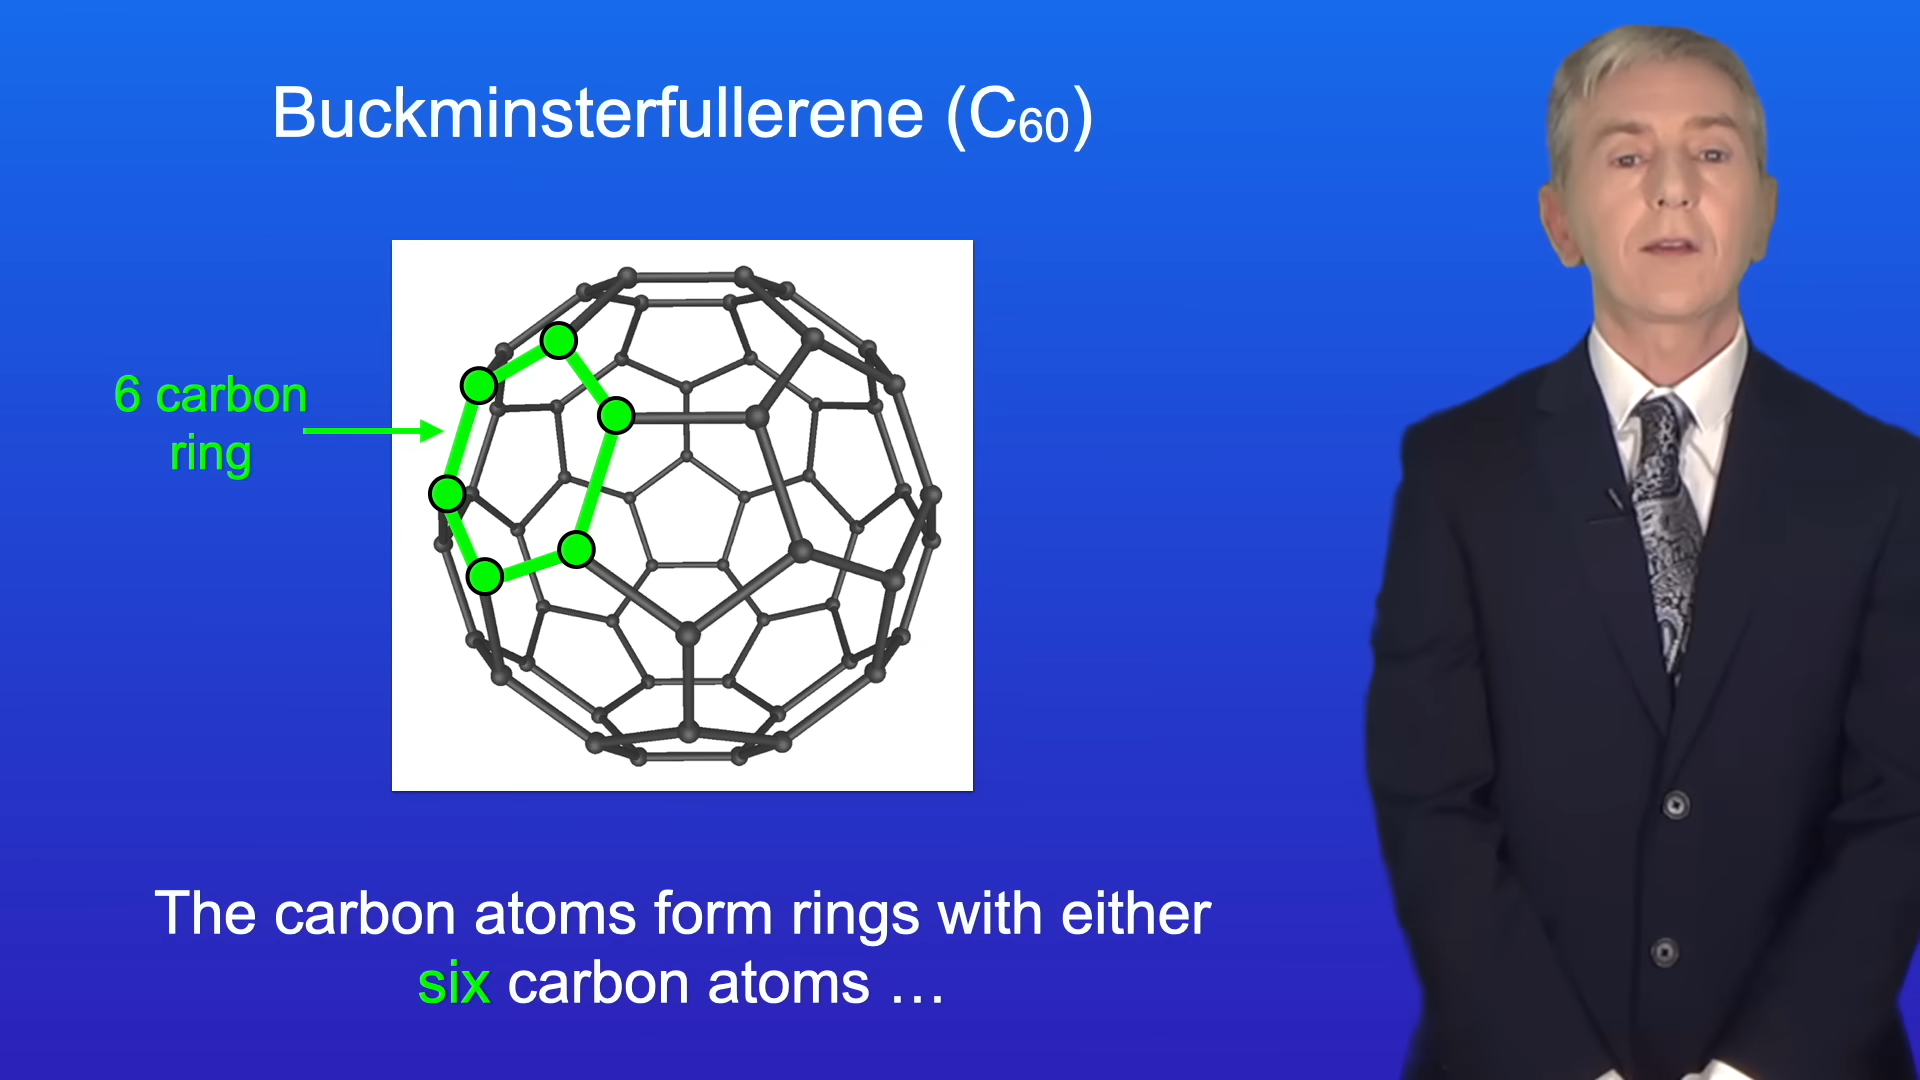 Buckminsterfullerene (C₆₀)
6 carbon
ring
The carbon atoms form rings with either
six carbon atoms …